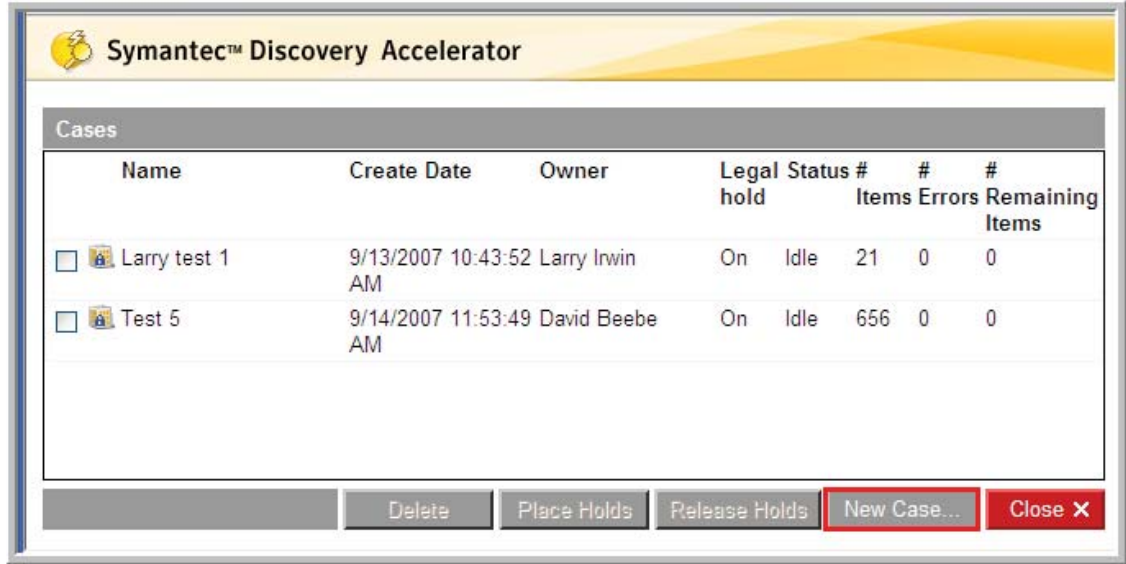 Symantec™ Discovery Accelerator
Cases
Name Create Date Owner Legal hold Status # Items # Errors # Remaining Items
Larry test 1 9/13/2007 10:43:52 AM Larry Irwin On Idle 21 0 0
Test 5 9/14/2007 11:53:49 AM David Beebe On Idle 656 0 0
Delete Place Holds Release Holds New Case... Close X